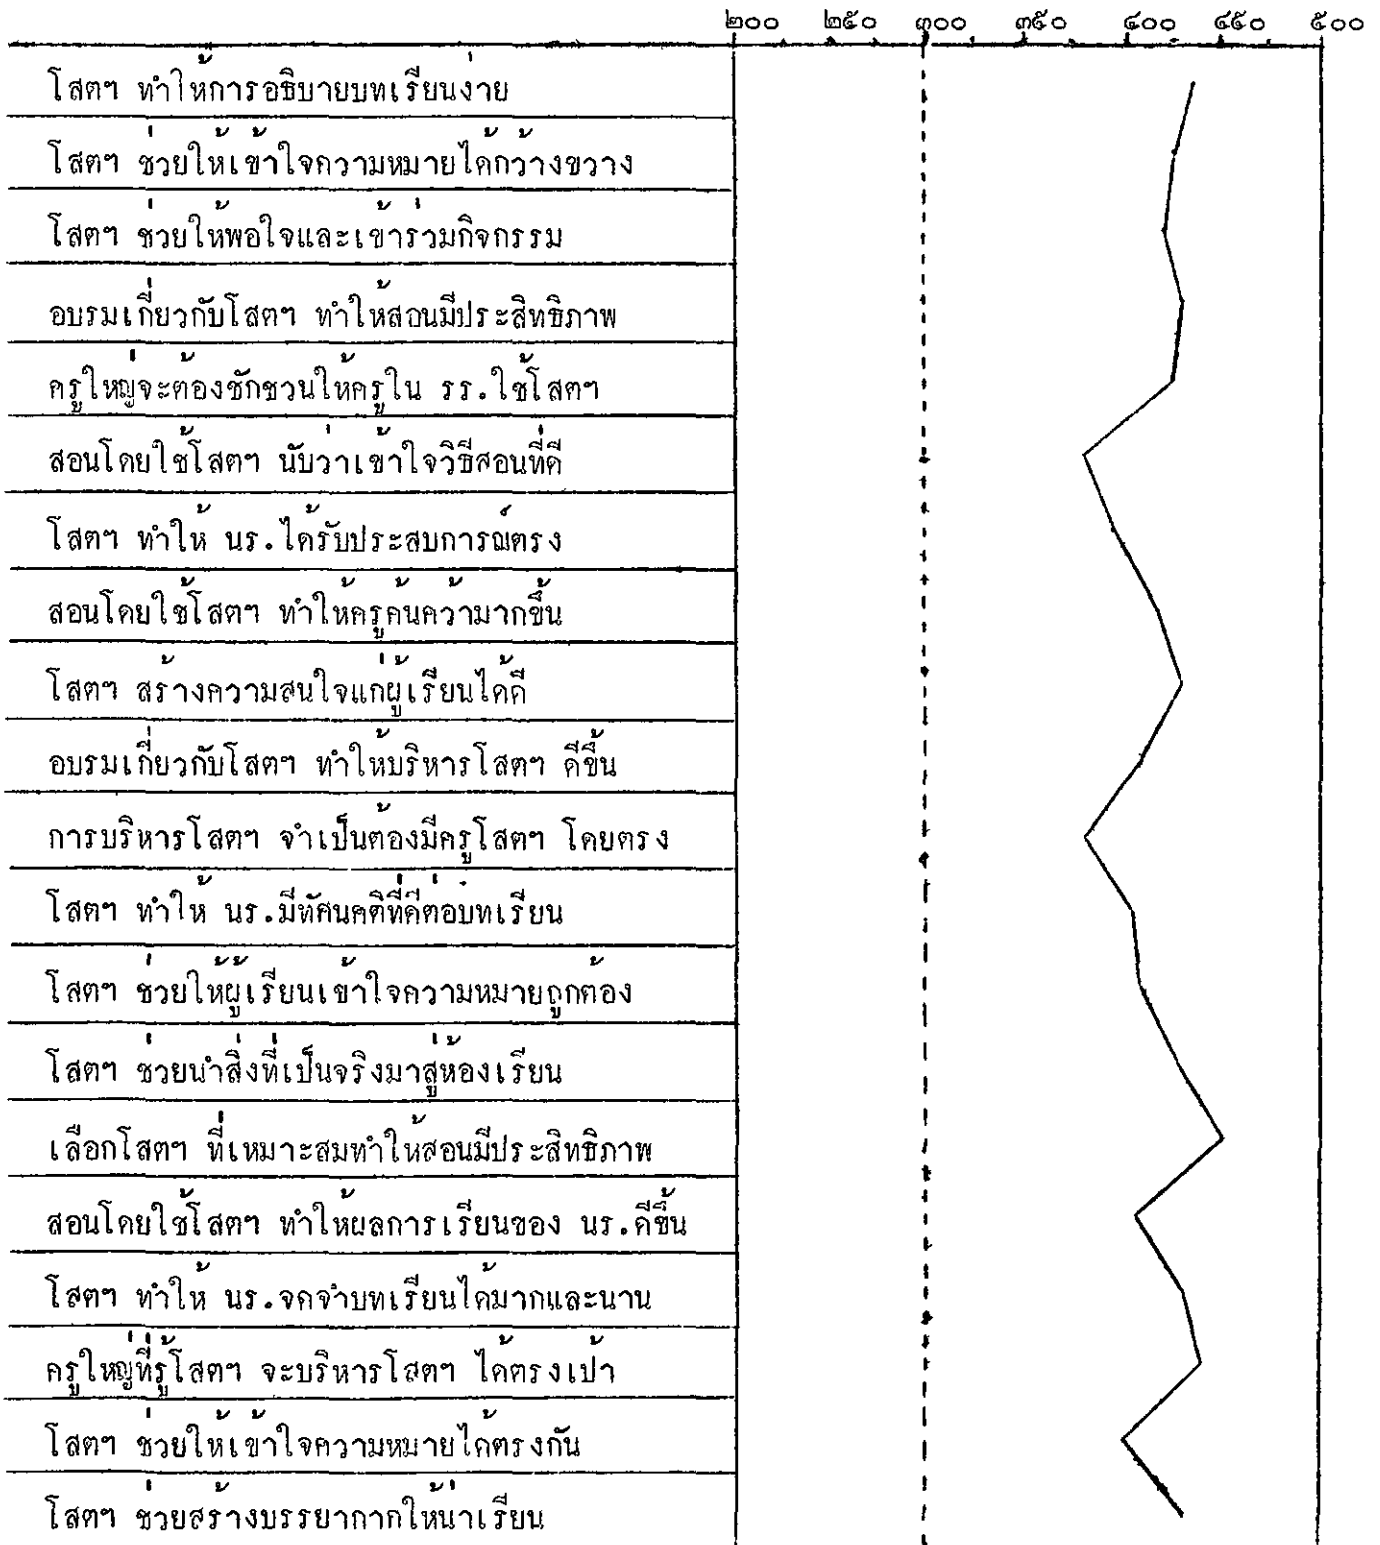 ๒๐๐ ๒๕๐ ๓๐๐ ๓๕๐ ๔๐๐ ๔๕๐ ๕๐๐
โสตฯ ทำให้การอธิบายบทเรียนง่าย
โสตฯ ช่วยให้เข้าใจความหมายได้กว้างขวาง
โสตฯ ช่วยให้พอใจและเข้าร่วมกิจกรรม
อบรมเกี่ยวกับโสตฯ ทำให้สอนมีประสิทธิภาพ
ครูใหญ่จะต้องชักชวนให้ครูใน รร.ใช้โสตฯ
สอนโดยใช้โสตฯ นับว่าเข้าใจวิธีสอนที่ดี
โสตฯ ทำให้ นร.ได้รับประสบการณ์ตรง
สอนโดยใช้โสตฯ ทำให้ครูค้นคว้ามากขึ้น
โสตฯ สร้างความสนใจแก่ผู้เรียนได้ดี
อบรมเกี่ยวกับโสตฯ ทำให้บริหารโสตฯ ดีขึ้น
การบริหารโสตฯ จำเป็นต้องมีครูโสตฯ โดยตรง
โสตฯ ทำให้ นร.มีทัศนคติที่ดีต่อบทเรียน
โสตฯ ช่วยให้ผู้เรียนเข้าใจความหมายถูกต้อง
โสตฯ ช่วยนำสิ่งที่เป็นจริงมาสู่ห้องเรียน
เลือกโสตฯ ที่เหมาะสมทำให้สอนมีประสิทธิภาพ
สอนโดยใช้โสตฯ ทำให้ผลการเรียนของ นร.ดีขึ้น
โสตฯ ทำให้ นร.จดจำบทเรียนได้มากและนาน
ครูใหญ่ที่รู้โสตฯ จะบริหารโสตฯ ได้ตรงเป้า
โสตฯ ช่วยให้เข้าใจความหมายได้ตรงกัน
โสตฯ ช่วยสร้างบรรยากาศให้น่าเรียน